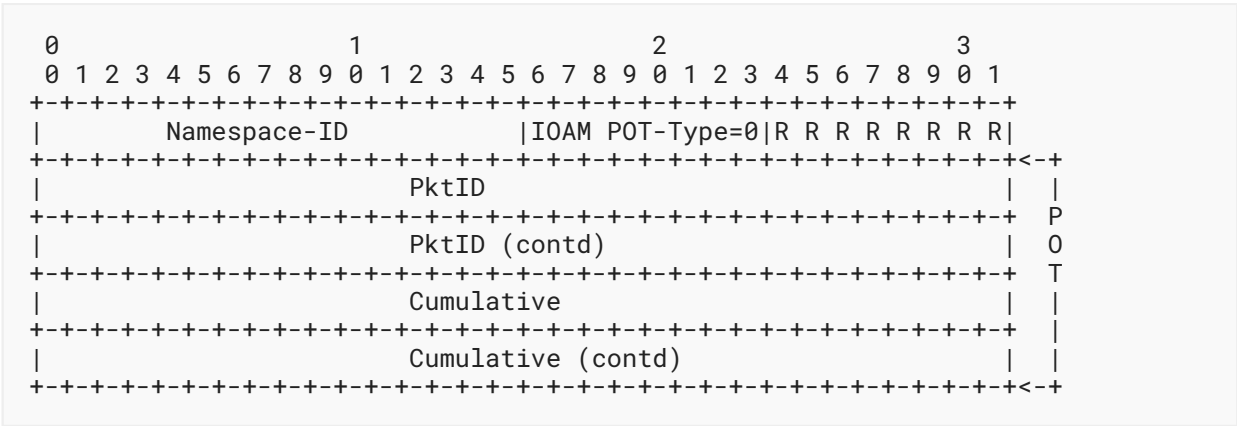 0                   1                   2                   3
 0 1 2 3 4 5 6 7 8 9 0 1 2 3 4 5 6 7 8 9 0 1 2 3 4 5 6 7 8 9 0 1
+-+-+-+-+-+-+-+-+-+-+-+-+-+-+-+-+-+-+-+-+-+-+-+-+-+-+-+-+-+-+-+-+
|        Namespace-ID           |IOAM POT-Type=0|R R R R R R R R|
+-+-+-+-+-+-+-+-+-+-+-+-+-+-+-+-+-+-+-+-+-+-+-+-+-+-+-+-+-+-+-+-+<-+
|                        PktID                                  |  |
+-+-+-+-+-+-+-+-+-+-+-+-+-+-+-+-+-+-+-+-+-+-+-+-+-+-+-+-+-+-+-+-+  P
|                        PktID (contd)                          |  O
+-+-+-+-+-+-+-+-+-+-+-+-+-+-+-+-+-+-+-+-+-+-+-+-+-+-+-+-+-+-+-+-+  T
|                        Cumulative                             |  |
+-+-+-+-+-+-+-+-+-+-+-+-+-+-+-+-+-+-+-+-+-+-+-+-+-+-+-+-+-+-+-+-+  |
|                        Cumulative (contd)                     |  |
+-+-+-+-+-+-+-+-+-+-+-+-+-+-+-+-+-+-+-+-+-+-+-+-+-+-+-+-+-+-+-+-+<-+